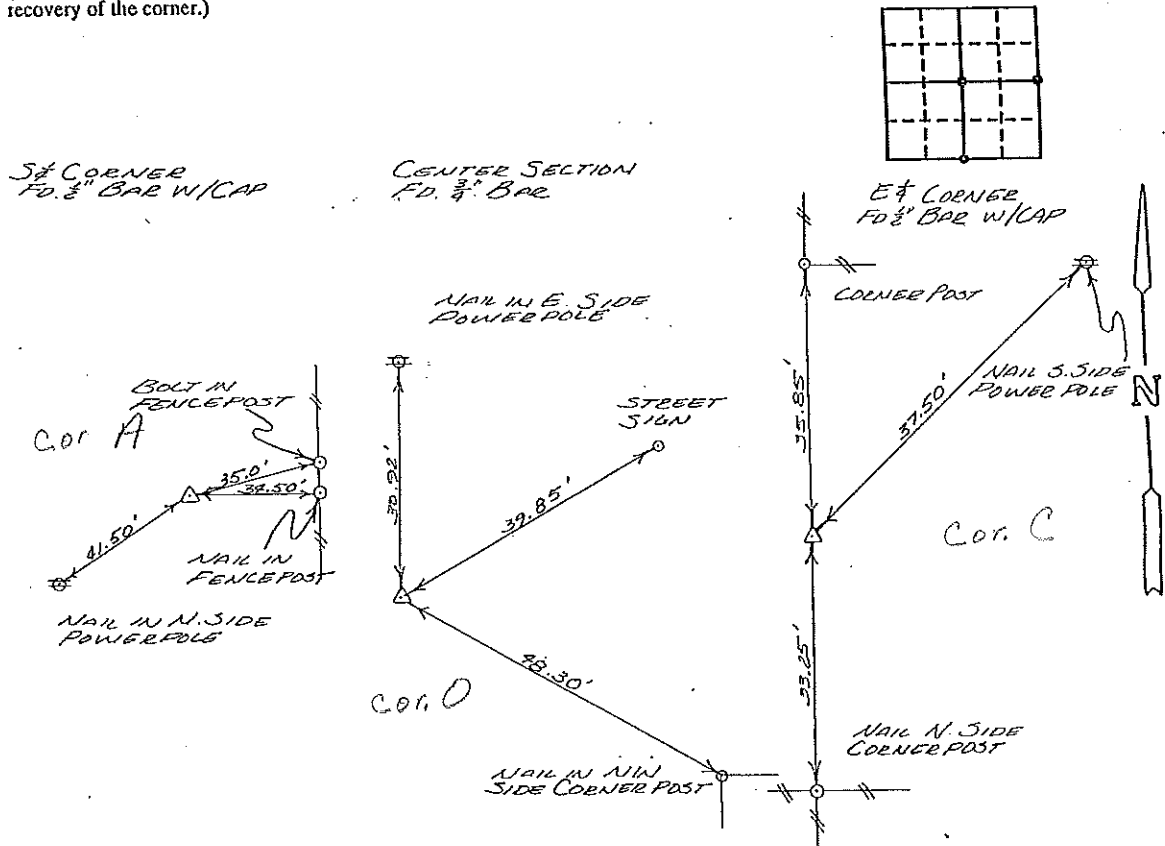 recovery of the corner.)
S¼ CORNER
FD. ½" BAR W/CAP
CENTER SECTION
FD. ¾" BAR
E¼ CORNER
FD ½" BAR W/CAP
NAIL IN E. SIDE
POWERPOLE
CORNER POST
BOLT IN
FENCEPOST
Cor A
35.0'
34.50'
41.50'
NAIL IN
FENCEPOST
NAIL IN N. SIDE
POWERPOLE
STREET
SIGN
39.85'
48.30'
Cor. O
NAIL IN NW
SIDE CORNER POST
35.85'
37.50'
NAIL S. SIDE
POWER POLE
N
Cor. C
33.25'
NAIL N. SIDE
CORNERPOST